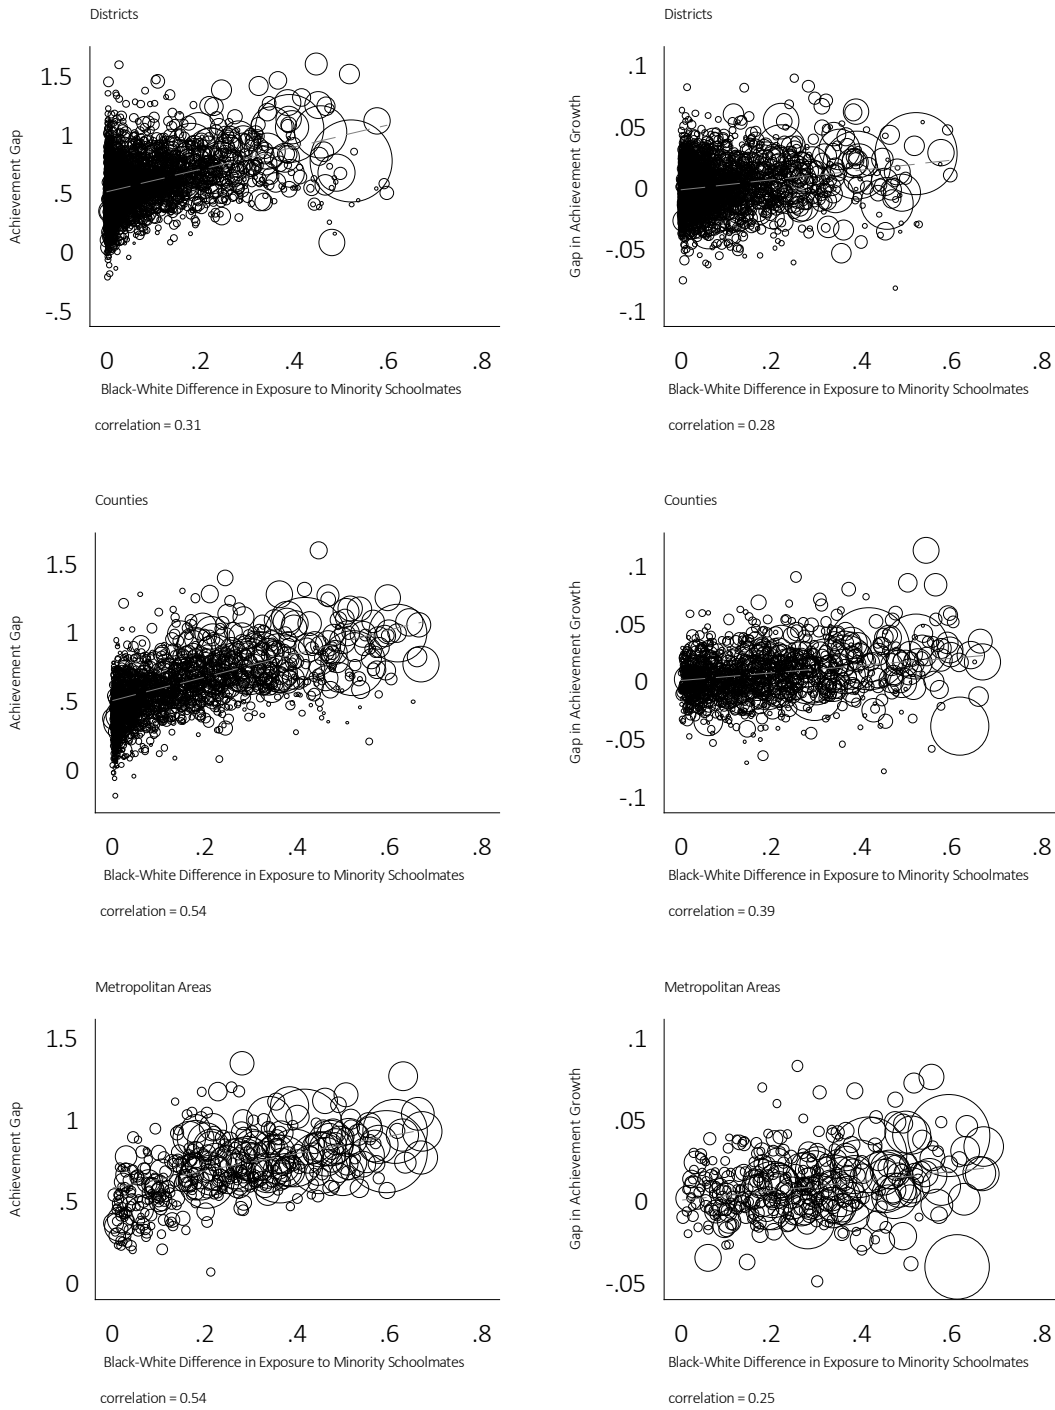 Districts
Achievement Gap
1.5
1
.5
0
-.5
0 .2 .4 .6 .8
Black-White Difference in Exposure to Minority Schoolmates
correlation = 0.31
Districts
Gap in Achievement Growth
.1
.05
0
-.05
-.1
0 .2 .4 .6 .8
Black-White Difference in Exposure to Minority Schoolmates
correlation = 0.28
Counties
Achievement Gap
1.5
1
.5
0
0 .2 .4 .6 .8
Black-White Difference in Exposure to Minority Schoolmates
correlation = 0.54
Counties
Gap in Achievement Growth
.1
.05
0
-.05
-.1
0 .2 .4 .6 .8
Black-White Difference in Exposure to Minority Schoolmates
correlation = 0.39
Metropolitan Areas
Achievement Gap
1.5
1
.5
0
0 .2 .4 .6 .8
Black-White Difference in Exposure to Minority Schoolmates
correlation = 0.54
Metropolitan Areas
Gap in Achievement Growth
.1
.05
0
-.05
0 .2 .4 .6 .8
Black-White Difference in Exposure to Minority Schoolmates
correlation = 0.25